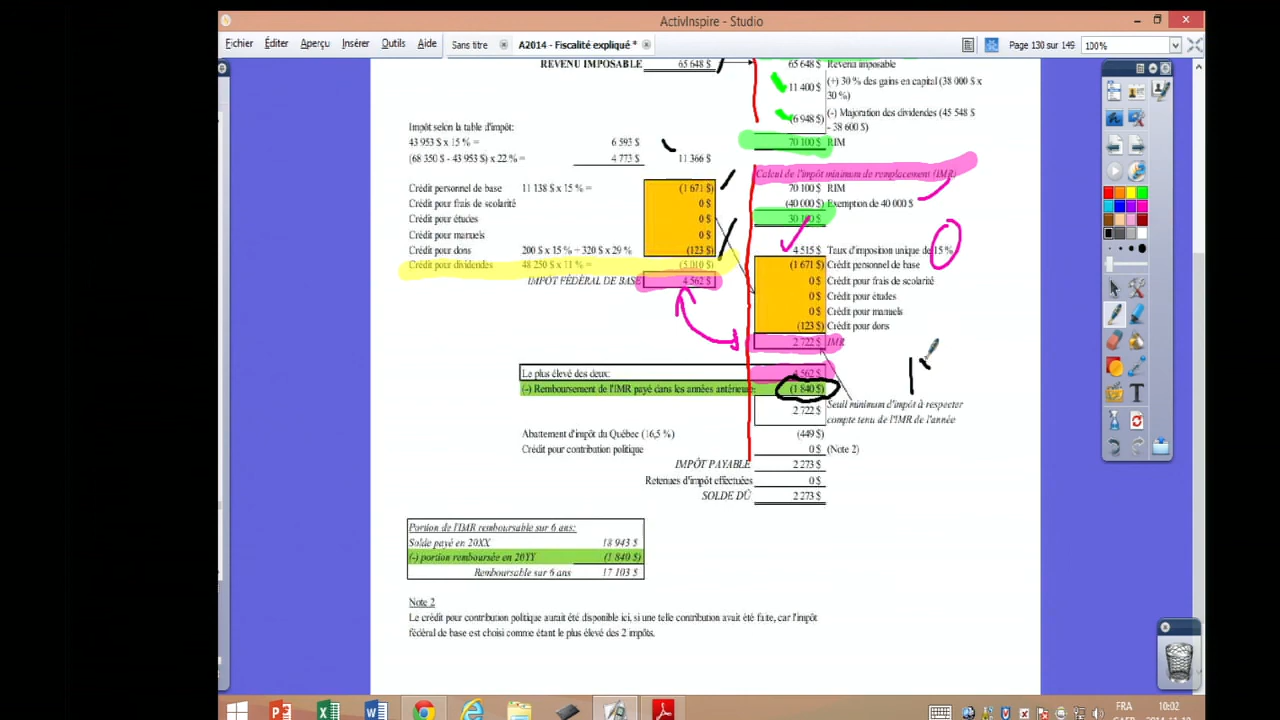 ActivInspire - Studio
Fichier Éditer Aperçu Insérer Outils Aide Sans titre A2014 - Fiscalité expliqué * Page 130 sur 149 100%
REVENU IMPOSABLE 65 648 $ 65 648 $ Revenu imposable
11 400 $ (+) 30 % des gains en capital (38 000 $ x
30 %)
(6 948 $) (-) Majoration des dividendes (45 548 $
- 38 600 $)
Impôt selon la table d'impôt:
43 953 $ x 15 % = 6 593 $ 70 100 $ RIM
(68 350 $ - 43 953 $) x 22 % = 4 773 $ 11 366 $
Calcul de l'impôt minimum de remplacement (IMR)
Crédit personnel de base 11 138 $ x 15 % = (1 671 $) 70 100 $ RIM
Crédit pour frais de scolarité 0 $ (40 000 $) Exemption de 40 000 $
Crédit pour études 0 $ 30 100 $
Crédit pour manuels 0 $
Crédit pour dons 200 $ x 15 % + 320 $ x 29 % (123 $) 4 515 $ Taux d'imposition unique de 15 %
Crédit pour dividendes 48 250 $ x 11 % = (5 010 $) (1 671 $) Crédit personnel de base
IMPÔT FÉDÉRAL DE BASE 4 562 $ 0 $ Crédit pour frais de scolarité
0 $ Crédit pour études
0 $ Crédit pour manuels
(123 $) Crédit pour dons
2 722 $ IMR
Le plus élevé des deux: 4 562 $
(-) Remboursement de l'IMR payé dans les années antérieures: (1 840 $)
2 722 $ Seuil minimum d'impôt à respecter
compte tenu de l'IMR de l'année
Abattement d'impôt du Québec (16,5 %) (449 $)
Crédit pour contribution politique 0 $ (Note 2)
IMPÔT PAYABLE 2 273 $
Retenues d'impôt effectuées 0 $
SOLDE DÛ 2 273 $
Portion de l'IMR remboursable sur 6 ans:
Solde payé en 20XX 18 943 $
(-) portion remboursée en 20YY (1 840 $)
Remboursable sur 6 ans 17 103 $
Note 2
Le crédit pour contribution politique aurait été disponible ici, si une telle contribution avait été faite, car l'impôt
fédéral de base est choisi comme étant le plus élevé des 2 impôts.
FRA 10:02